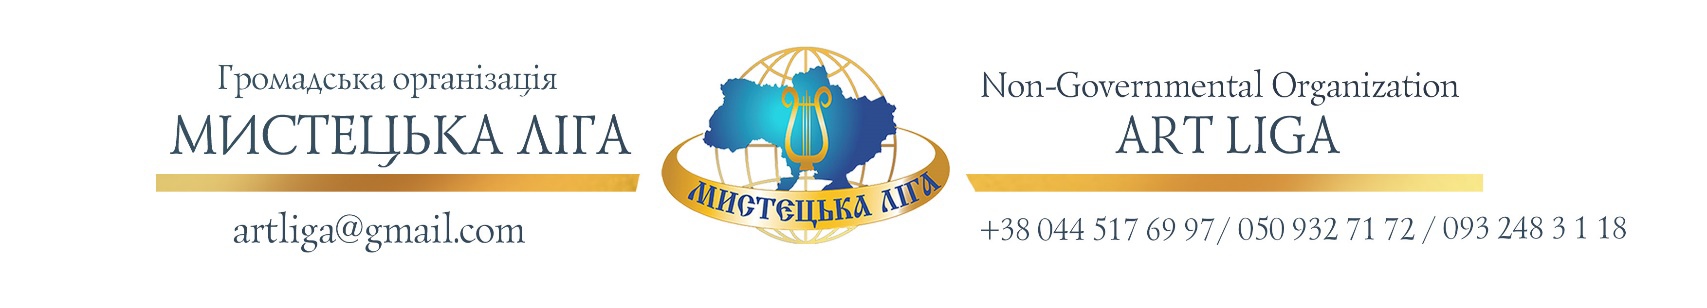 Громадська організація
МИСТЕЦЬКА ЛІГА
artliga@gmail.com
МИСТЕЦЬКА ЛІГА
Non-Governmental Organization
ART LIGA
+38 044 517 69 97/ 050 932 71 72 / 093 248 3 1 18